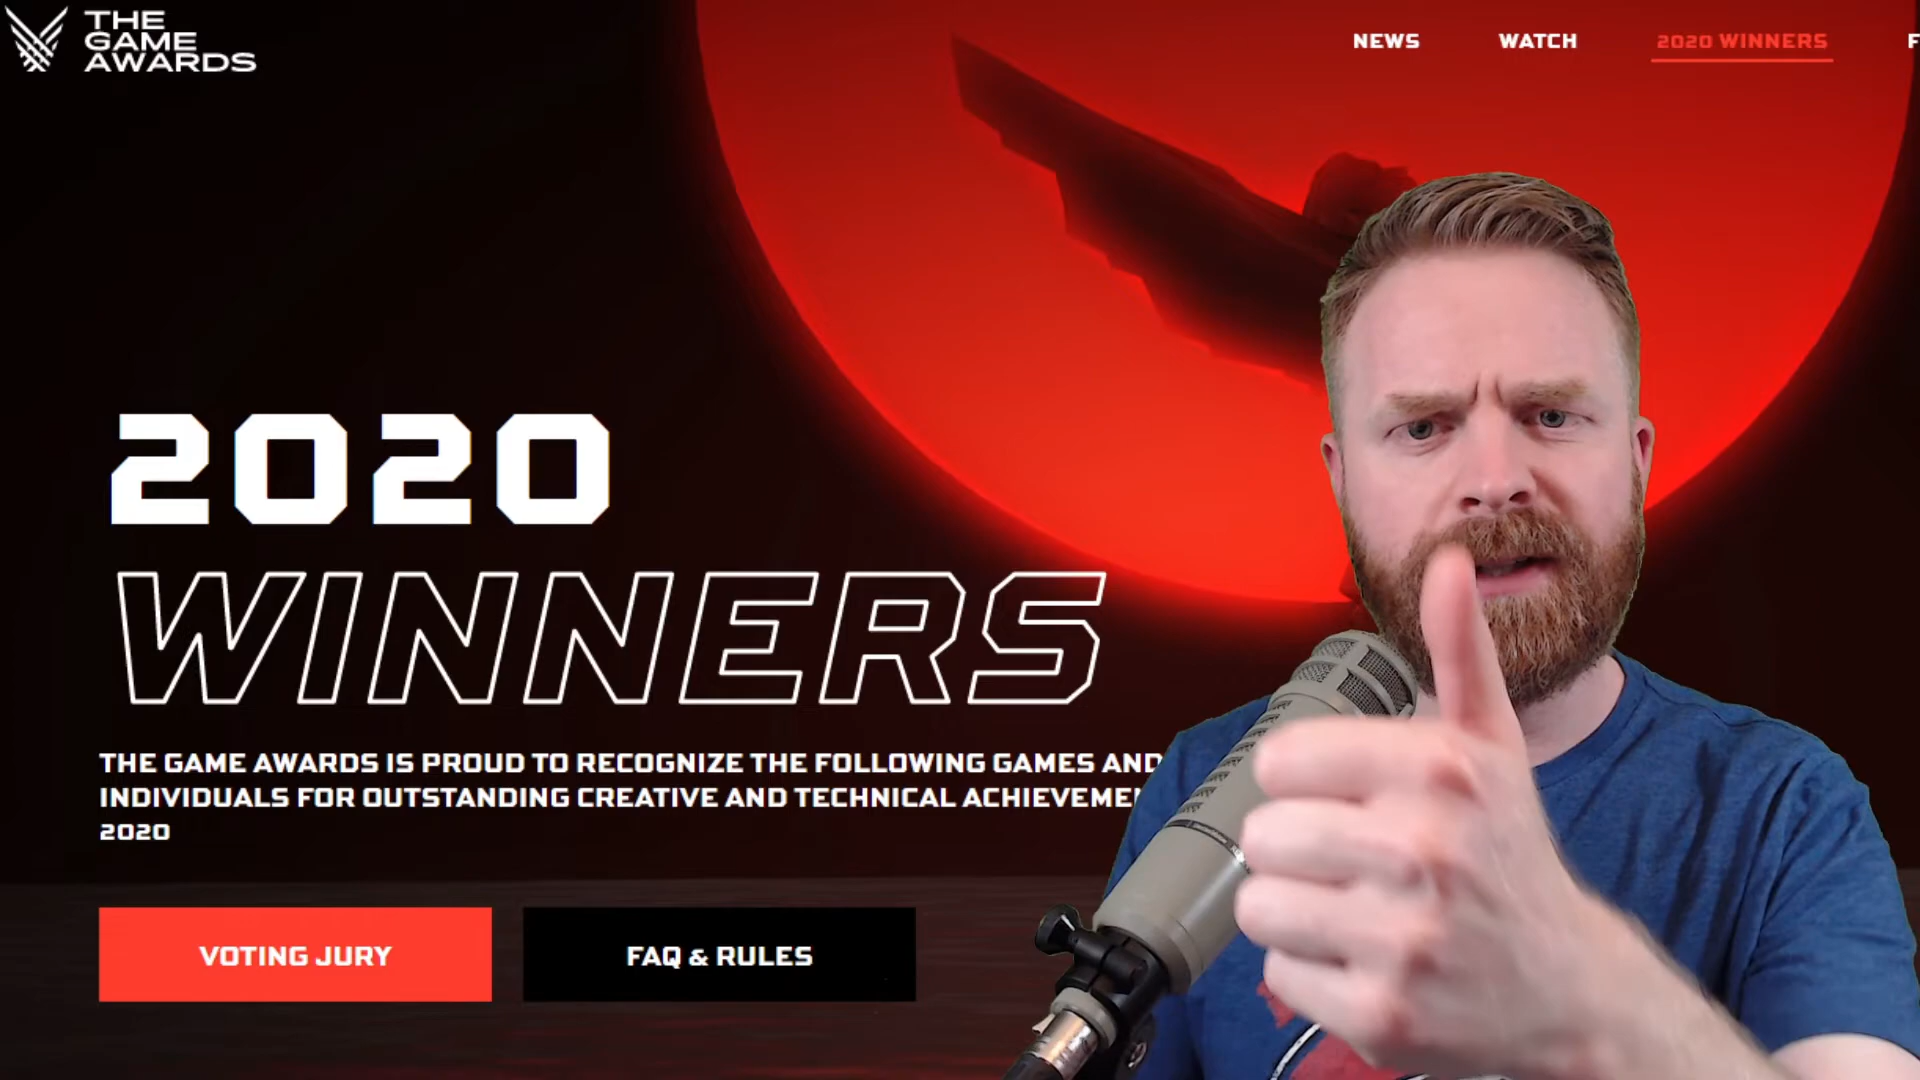 THE
GAME
AWARDS
NEWS
WATCH
2020 WINNERS
F
2020
WINNERS
THE GAME AWARDS IS PROUD TO RECOGNIZE THE FOLLOWING GAMES AND
INDIVIDUALS FOR OUTSTANDING CREATIVE AND TECHNICAL ACHIEVEMEN
2020
VOTING JURY
FAQ & RULES